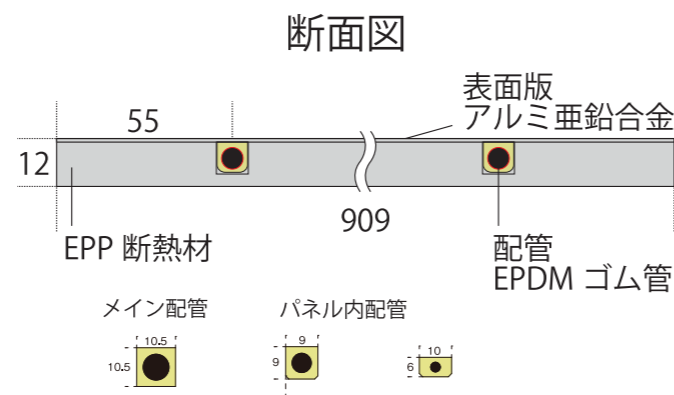 断面図
表面版
アルミ亜鉛合金
55
12
909
EPP 断熱材
配管
EPDM ゴム管
メイン配管
パネル内配管
10.5
10.5
9
9
10
6